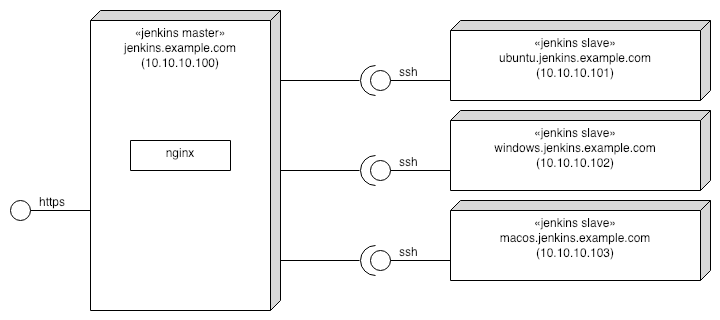 «jenkins master»
jenkins.example.com
(10.10.10.100)
nginx
https
ssh
«jenkins slave»
ubuntu.jenkins.example.com
(10.10.10.101)
ssh
«jenkins slave»
windows.jenkins.example.com
(10.10.10.102)
ssh
«jenkins slave»
macos.jenkins.example.com
(10.10.10.103)